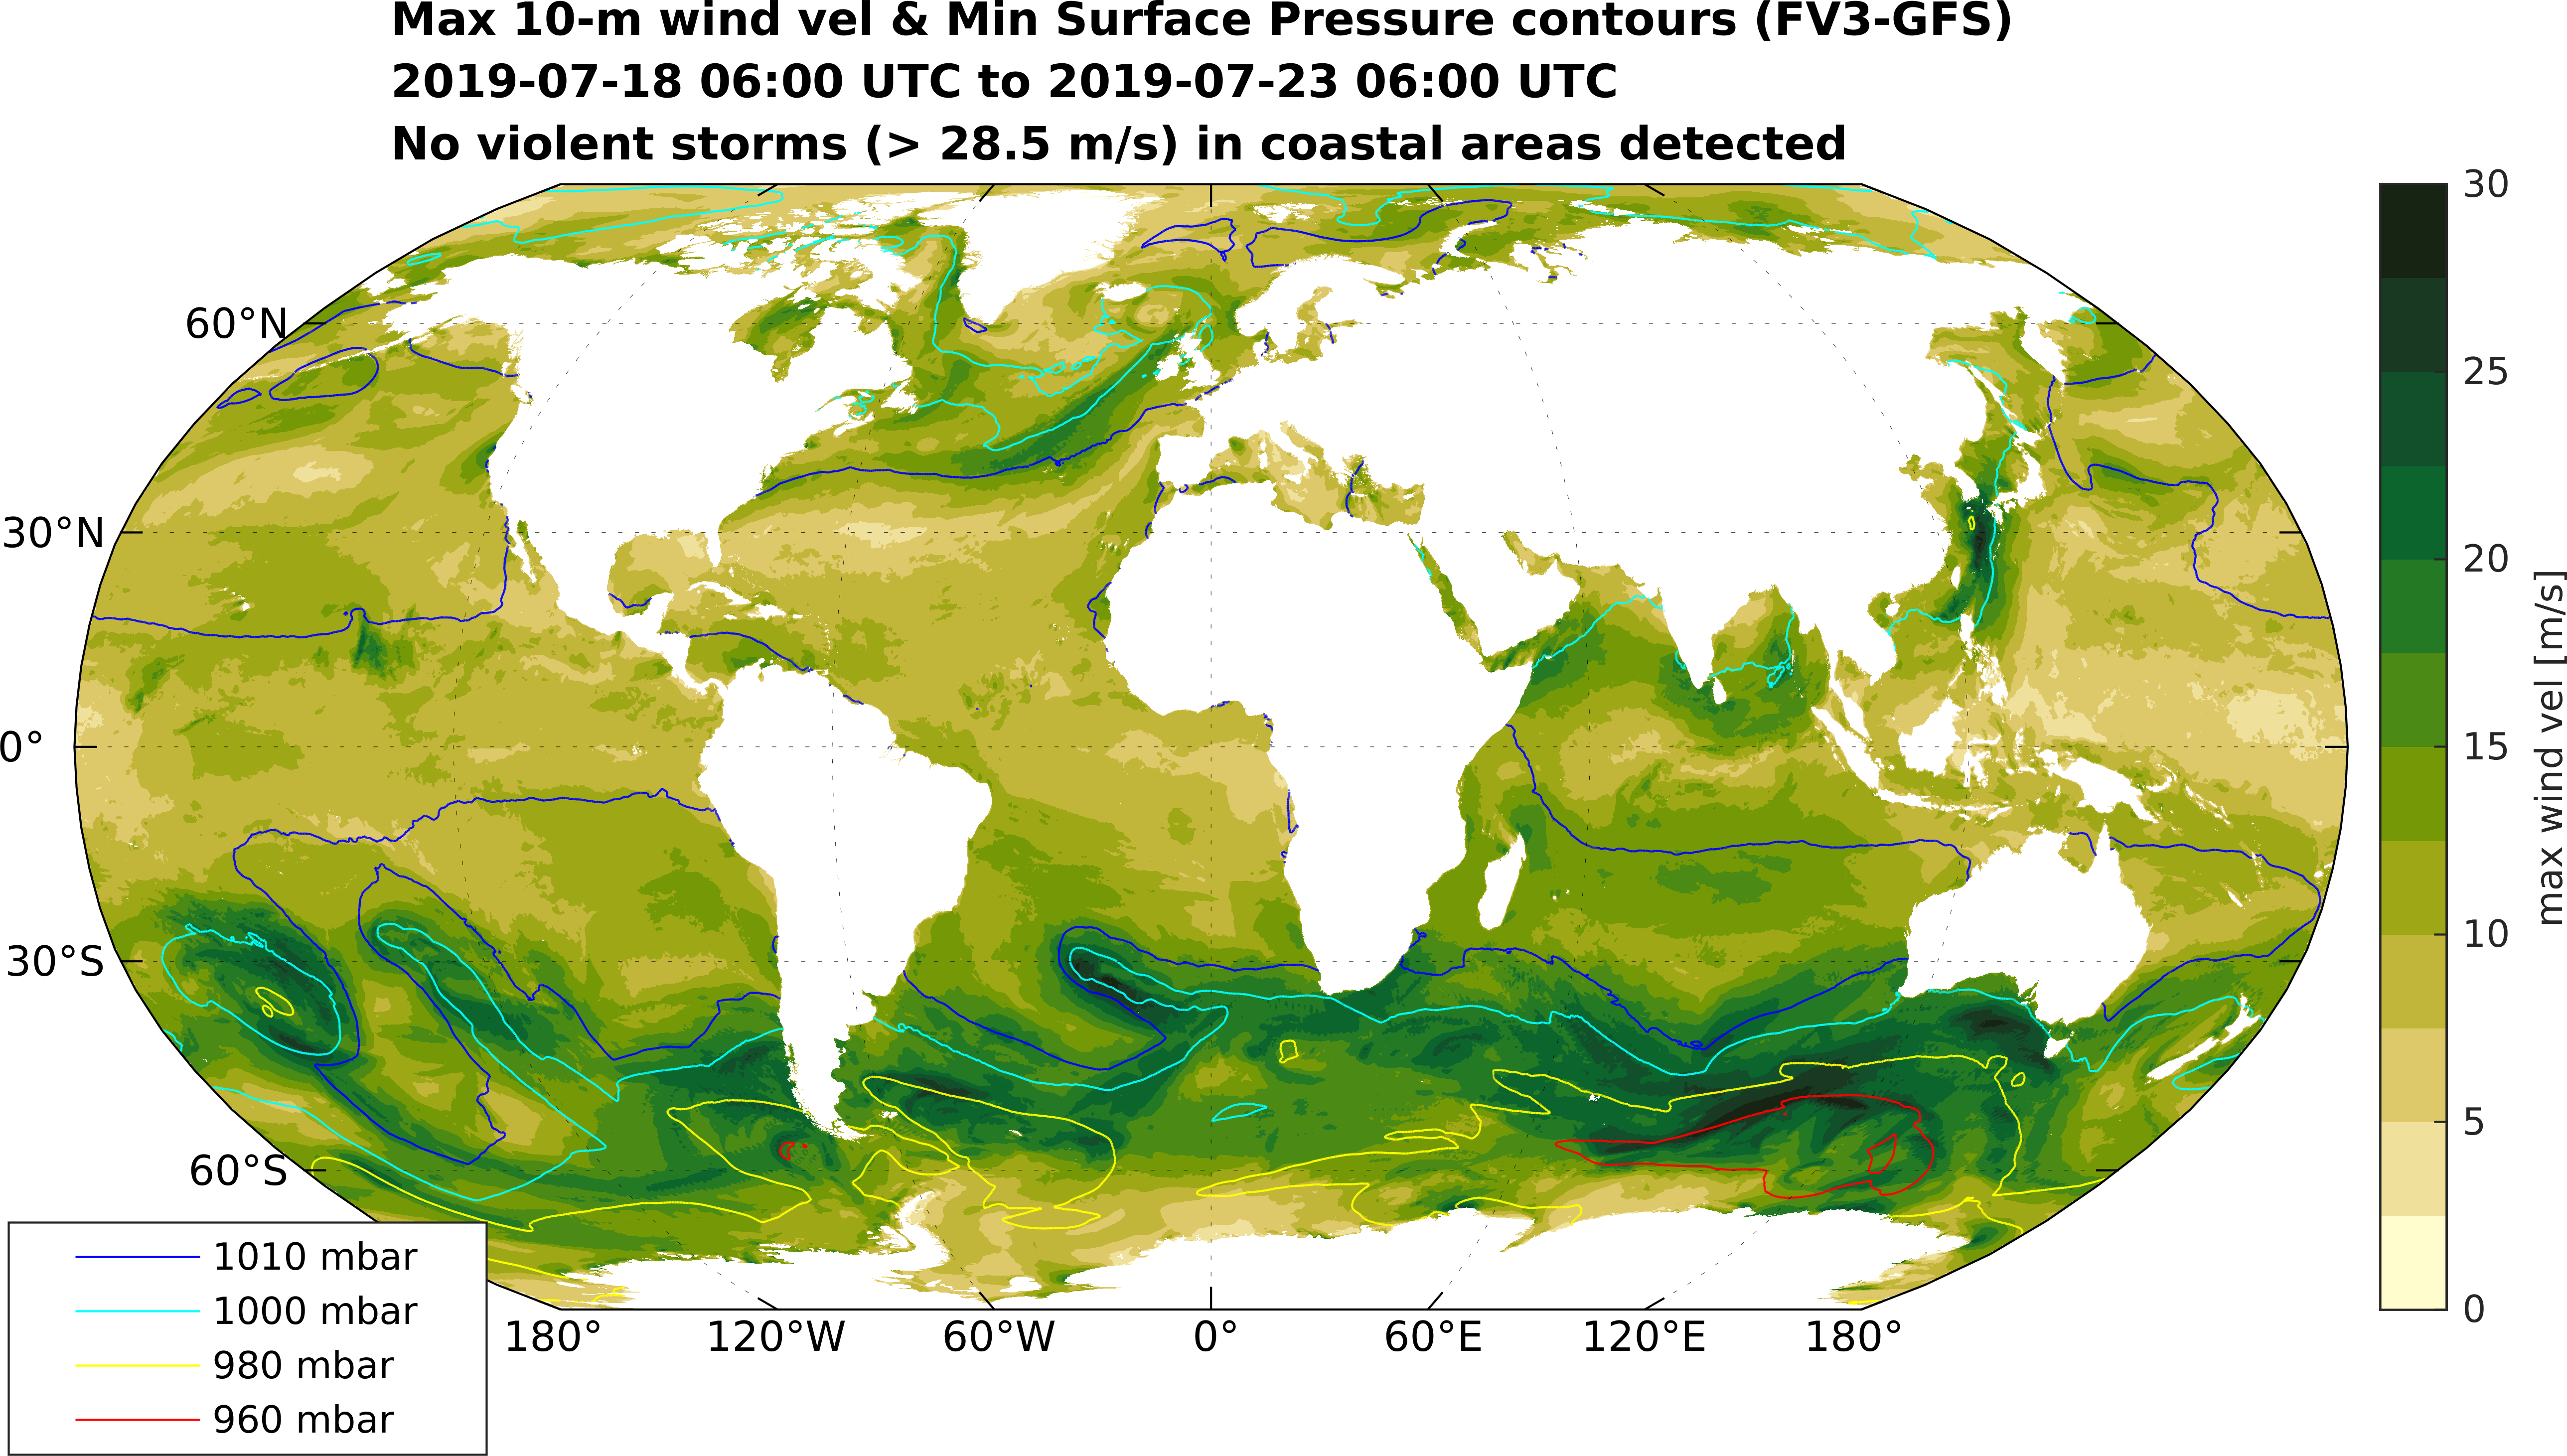 Max 10-m wind vel & Min Surface Pressure contours (FV3-GFS)
2019-07-18 06:00 UTC to 2019-07-23 06:00 UTC
No violent storms (> 28.5 m/s) in coastal areas detected
60°N
30°N
0°
30°S
60°S
180°
120°W
60°W
0°
60°E
120°E
180°
1010 mbar
1000 mbar
980 mbar
960 mbar
30
25
20
15
10
5
0
max wind vel [m/s]